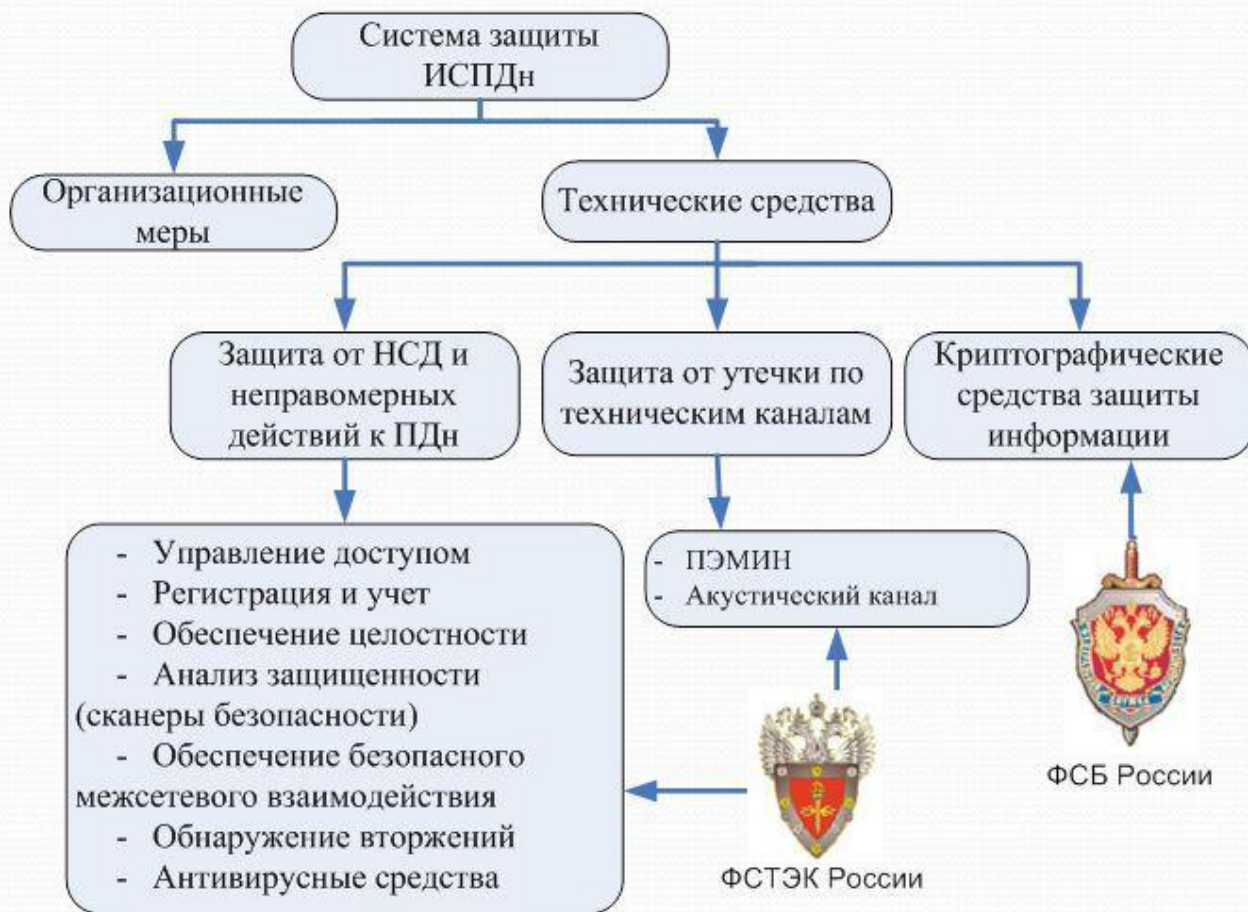 Система защиты
ИСПДн
Организационные
меры
Технические средства
Защита от НСД и
неправомерных
действий к ПДн
Защита от утечки по
техническим каналам
Криптографические
средства защиты
информации
- Управление доступом
- Регистрация и учет
- Обеспечение целостности
- Анализ защищенности
(сканеры безопасности)
- Обеспечение безопасного
межсетевого взаимодействия
- Обнаружение вторжений
- Антивирусные средства
- ПЭМИН
- Акустический канал
ФСТЭК России
ФСБ России